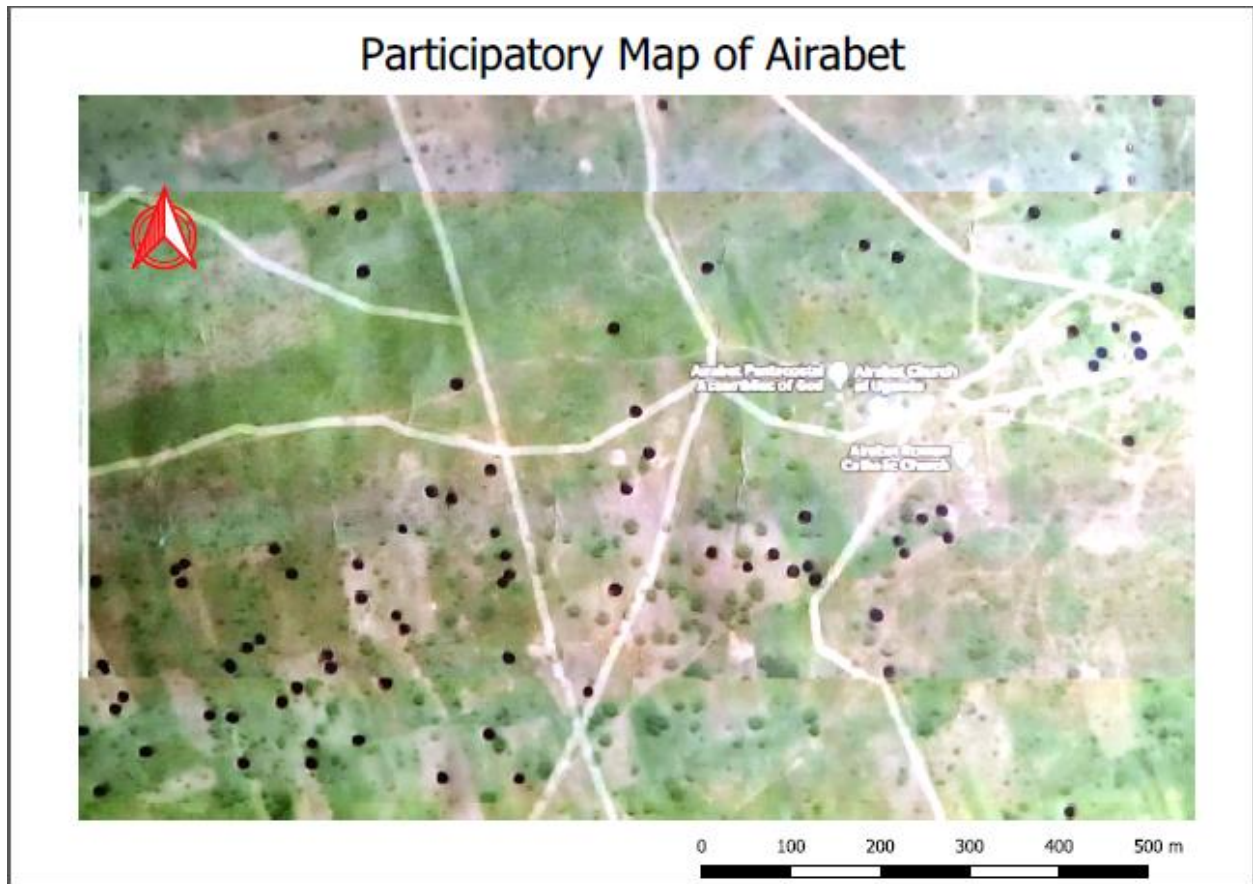 Participatory Map of Airabet
Airabet Pentecostal
Assemblies of God
Airabet Church
of Uganda
Airabet Roman
Catholic Church
0 100 200 300 400 500 m